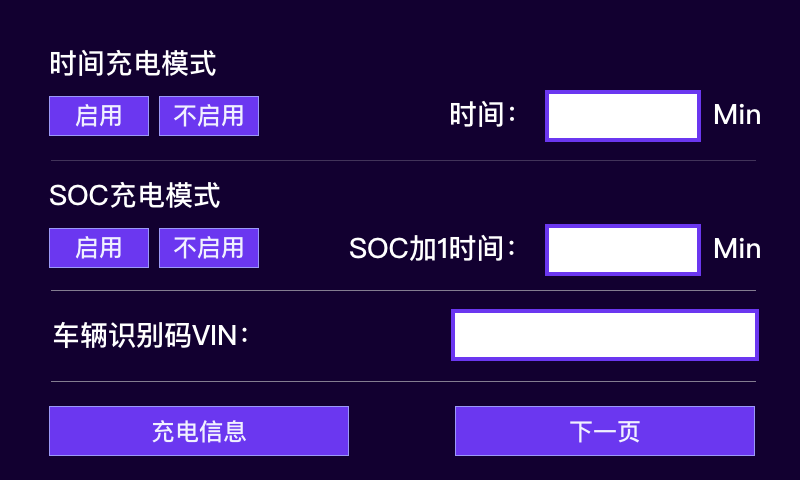 时间充电模式
启用 不启用 时间： Min
SOC充电模式
启用 不启用 SOC加1时间： Min
车辆识别码VIN：
充电信息 下一页